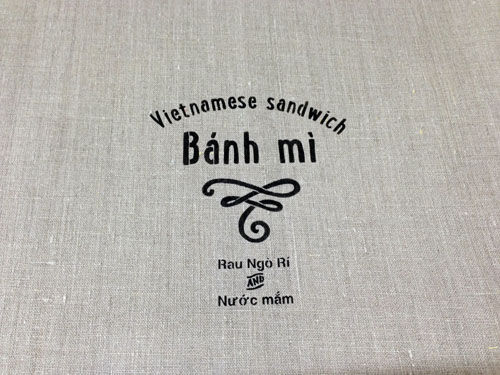 Vietnamese sandwich
Bánh mì
Rau Ngò Rí
AND
Nước mắm